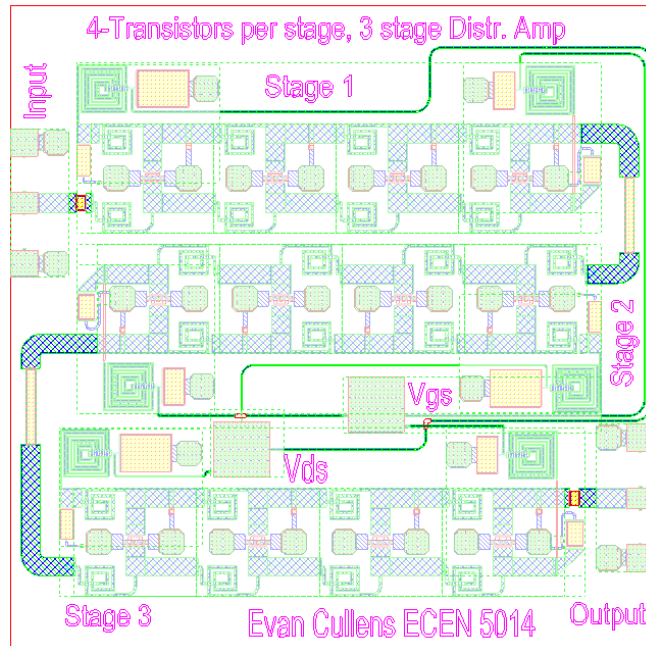 4-Transistors per stage, 3 stage Distr. Amp
Input
Stage 1
Stage 2
Vgs
Vds
Stage 3
Evan Cullens ECEN 5014
Output